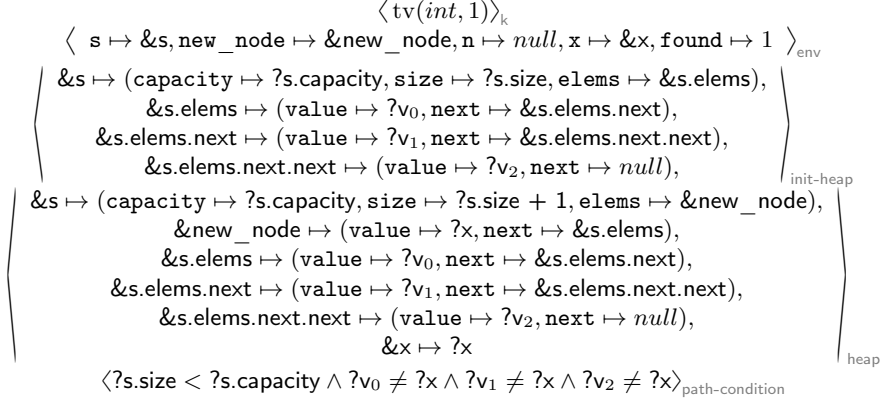 ⟨ tv(int, 1)⟩k
⟨ s ↦ &s, new_node ↦ &new_node, n ↦ null, x ↦ &x, found ↦ 1 ⟩env
&s ↦ (capacity ↦ ?s.capacity, size ↦ ?s.size, elems ↦ &s.elems),
&s.elems ↦ (value ↦ ?v₀, next ↦ &s.elems.next),
&s.elems.next ↦ (value ↦ ?v₁, next ↦ &s.elems.next.next),
&s.elems.next.next ↦ (value ↦ ?v₂, next ↦ null),
init-heap
&s ↦ (capacity ↦ ?s.capacity, size ↦ ?s.size + 1, elems ↦ &new_node),
&new_node ↦ (value ↦ ?x, next ↦ &s.elems),
&s.elems ↦ (value ↦ ?v₀, next ↦ &s.elems.next),
&s.elems.next ↦ (value ↦ ?v₁, next ↦ &s.elems.next.next),
&s.elems.next.next ↦ (value ↦ ?v₂, next ↦ null),
&x ↦ ?x
heap
⟨?s.size < ?s.capacity ∧ ?v₀ ≠ ?x ∧ ?v₁ ≠ ?x ∧ ?v₂ ≠ ?x⟩path-condition